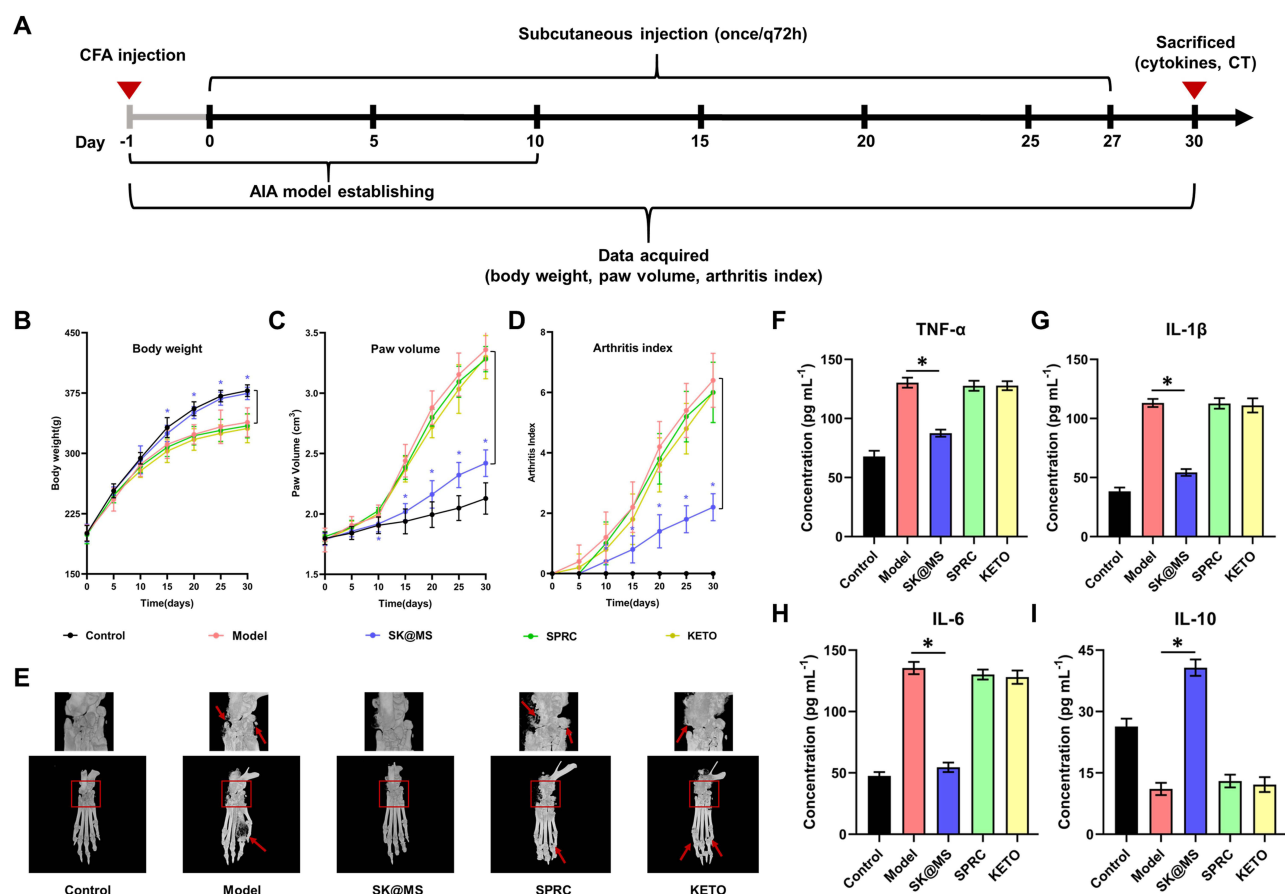 A
Subcutaneous injection (once/q72h)
CFA injection
Sacrificed
(cytokines, CT)
Day -1 0 5 10 15 20 25 27 30
AIA model establishing
Data acquired
(body weight, paw volume, arthritis index)
B
Body weight
Body weight(g)
450
375
300
225
150
* * * *
0 5 10 15 20 25 30
Time(days)
C
Paw volume
Paw Volume (cm³)
3.5
3.0
2.5
2.0
1.5
* * * * *
0 5 10 15 20 25 30
Time(days)
D
Arthritis index
Arthritis Index
8
6
4
2
0
* * * *
0 5 10 15 20 25 30
Time(days)
Control Model SK@MS SPRC KETO
E
Control Model SK@MS SPRC KETO
F
TNF-α
Concentration (pg mL⁻¹)
150
100
50
0
*
Control Model SK@MS SPRC KETO
G
IL-1β
Concentration (pg mL⁻¹)
150
100
50
0
*
Control Model SK@MS SPRC KETO
H
IL-6
Concentration (pg mL⁻¹)
150
100
50
0
*
Control Model SK@MS SPRC KETO
I
IL-10
Concentration (pg mL⁻¹)
45
30
15
0
*
Control Model SK@MS SPRC KETO